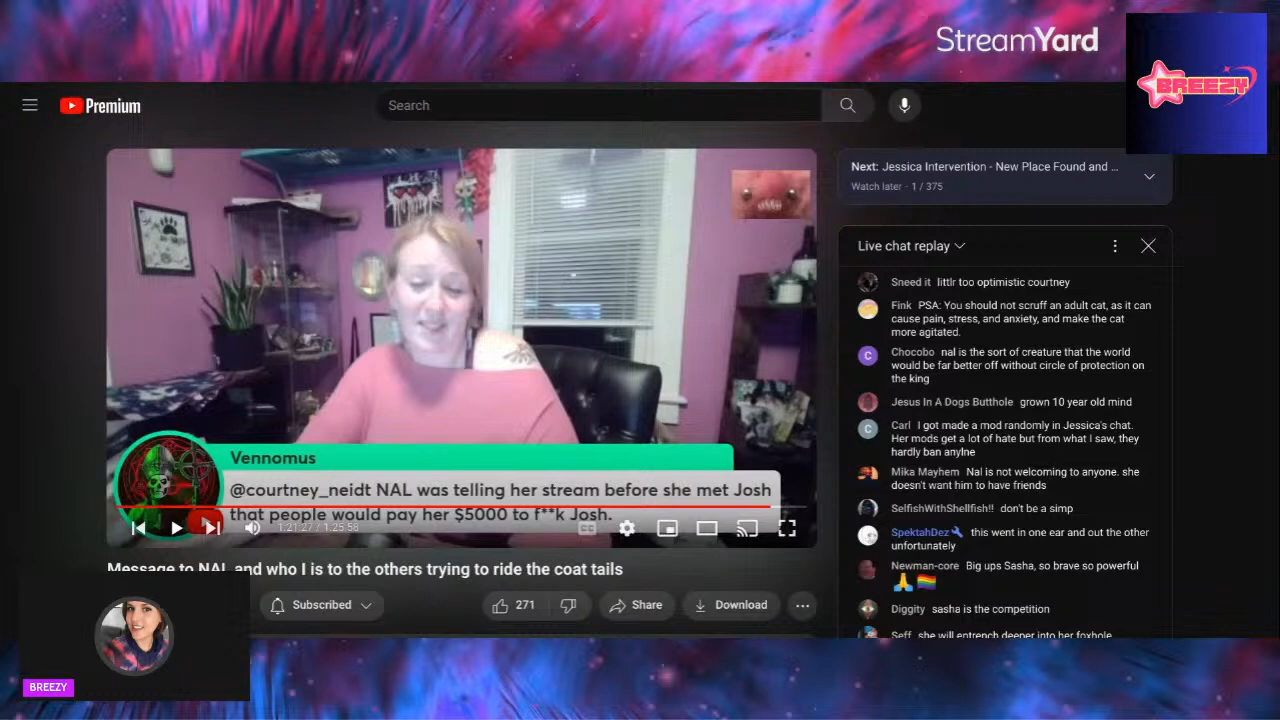 StreamYard
BREEZY
Premium
Search
Next: Jessica Intervention - New Place Found and ...
Watch later · 1 / 375
Live chat replay
Sneed it littlr too optimistic courtney
Fink PSA: You should not scruff an adult cat, as it can
cause pain, stress, and anxiety, and make the cat
more agitated.
C
Chocobo nal is the sort of creature that the world
would be far better off without circle of protection on
the king
Jesus In A Dogs Butthole grown 10 year old mind
C
Carl I got made a mod randomly in Jessica's chat.
Her mods get a lot of hate but from what I saw, they
hardly ban anyIne
Mika Mayhem Nal is not welcoming to anyone. she
doesn't want him to have friends
SelfishWithShellfish!! don't be a simp
SpektahDez this went in one ear and out the other
unfortunately
Newman-core Big ups Sasha, so brave so powerful
Diggity sasha is the competition
Seff she will entrench deeper into her foxhole
Vennomus
@courtney_neidt NAL was telling her stream before she met Josh
that people would pay her $5000 to f**k Josh.
1:21:27 / 1:25:58
CC
Message to NAL and who I is to the others trying to ride the coat tails
Subscribed
271
Share
Download
BREEZY